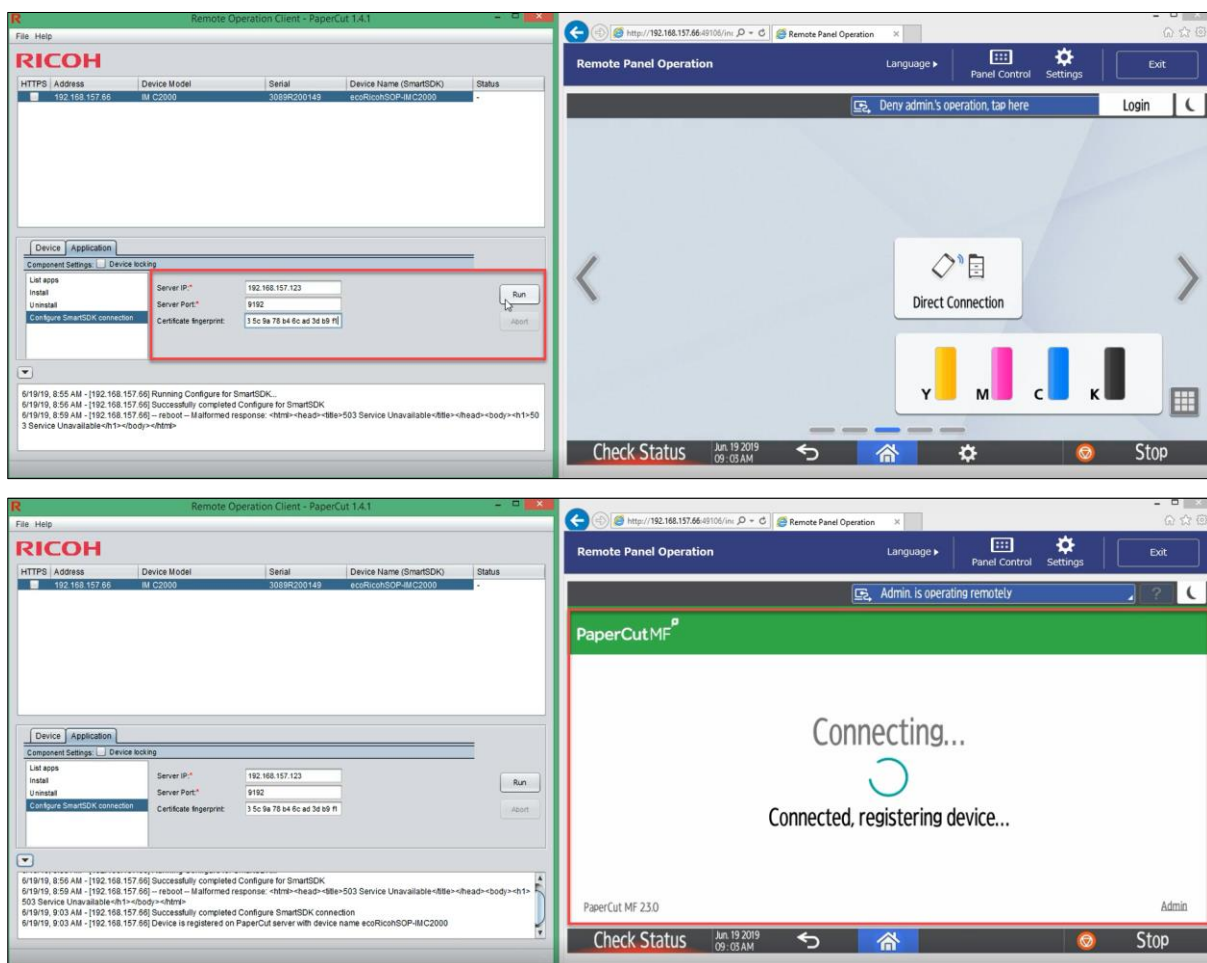 R
Remote Operation Client - PaperCut 1.4.1
File Help
RICOH
HTTPS Address Device Model Serial Device Name (SmartSDK) Status
192.168.157.66 IM C2000 3089R200149 ecoRicohSOP-IMC2000 -
Device Application
Component Settings: Device locking
List apps
Install
Uninstall
Configure SmartSDK connection
Server IP:* 192.168.157.123
Server Port:* 9192
Certificate fingerprint: 3 5c 9a 78 b4 6c ad 3d b9 f1
Run
Abort
6/19/19, 8:55 AM - [192.168.157.66] Running Configure for SmartSDK...
6/19/19, 8:56 AM - [192.168.157.66] Successfully completed Configure for SmartSDK
6/19/19, 8:59 AM - [192.168.157.66] -- reboot -- Malformed response: <html><head><title>503 Service Unavailable</title></head><body><h1>50
3 Service Unavailable</h1></body></html>
http://192.168.157.66:49106/in
Remote Panel Operation
Remote Panel Operation
Language
Panel Control
Settings
Exit
Deny admin.'s operation, tap here
Login
Direct Connection
Y M C K
Check Status
Jun. 19 2019
09 : 03 AM
Stop
R
Remote Operation Client - PaperCut 1.4.1
File Help
RICOH
HTTPS Address Device Model Serial Device Name (SmartSDK) Status
192.168.157.66 IM C2000 3089R200149 ecoRicohSOP-IMC2000 -
Device Application
Component Settings: Device locking
List apps
Install
Uninstall
Configure SmartSDK connection
Server IP:* 192.168.157.123
Server Port:* 9192
Certificate fingerprint: 3 5c 9a 78 b4 6c ad 3d b9 f1
Run
Abort
6/19/19, 8:56 AM - [192.168.157.66] Successfully completed Configure for SmartSDK
6/19/19, 8:59 AM - [192.168.157.66] -- reboot -- Malformed response: <html><head><title>503 Service Unavailable</title></head><body><h1>
503 Service Unavailable</h1></body></html>
6/19/19, 9:03 AM - [192.168.157.66] Successfully completed Configure SmartSDK connection
6/19/19, 9:03 AM - [192.168.157.66] Device is registered on PaperCut server with device name ecoRicohSOP-IMC2000
http://192.168.157.66:49106/in
Remote Panel Operation
Remote Panel Operation
Language
Panel Control
Settings
Exit
Admin. is operating remotely
?
PaperCut MF
Connecting...
Connected, registering device...
PaperCut MF 23.0
Admin
Check Status
Jun. 19 2019
09 : 03 AM
Stop